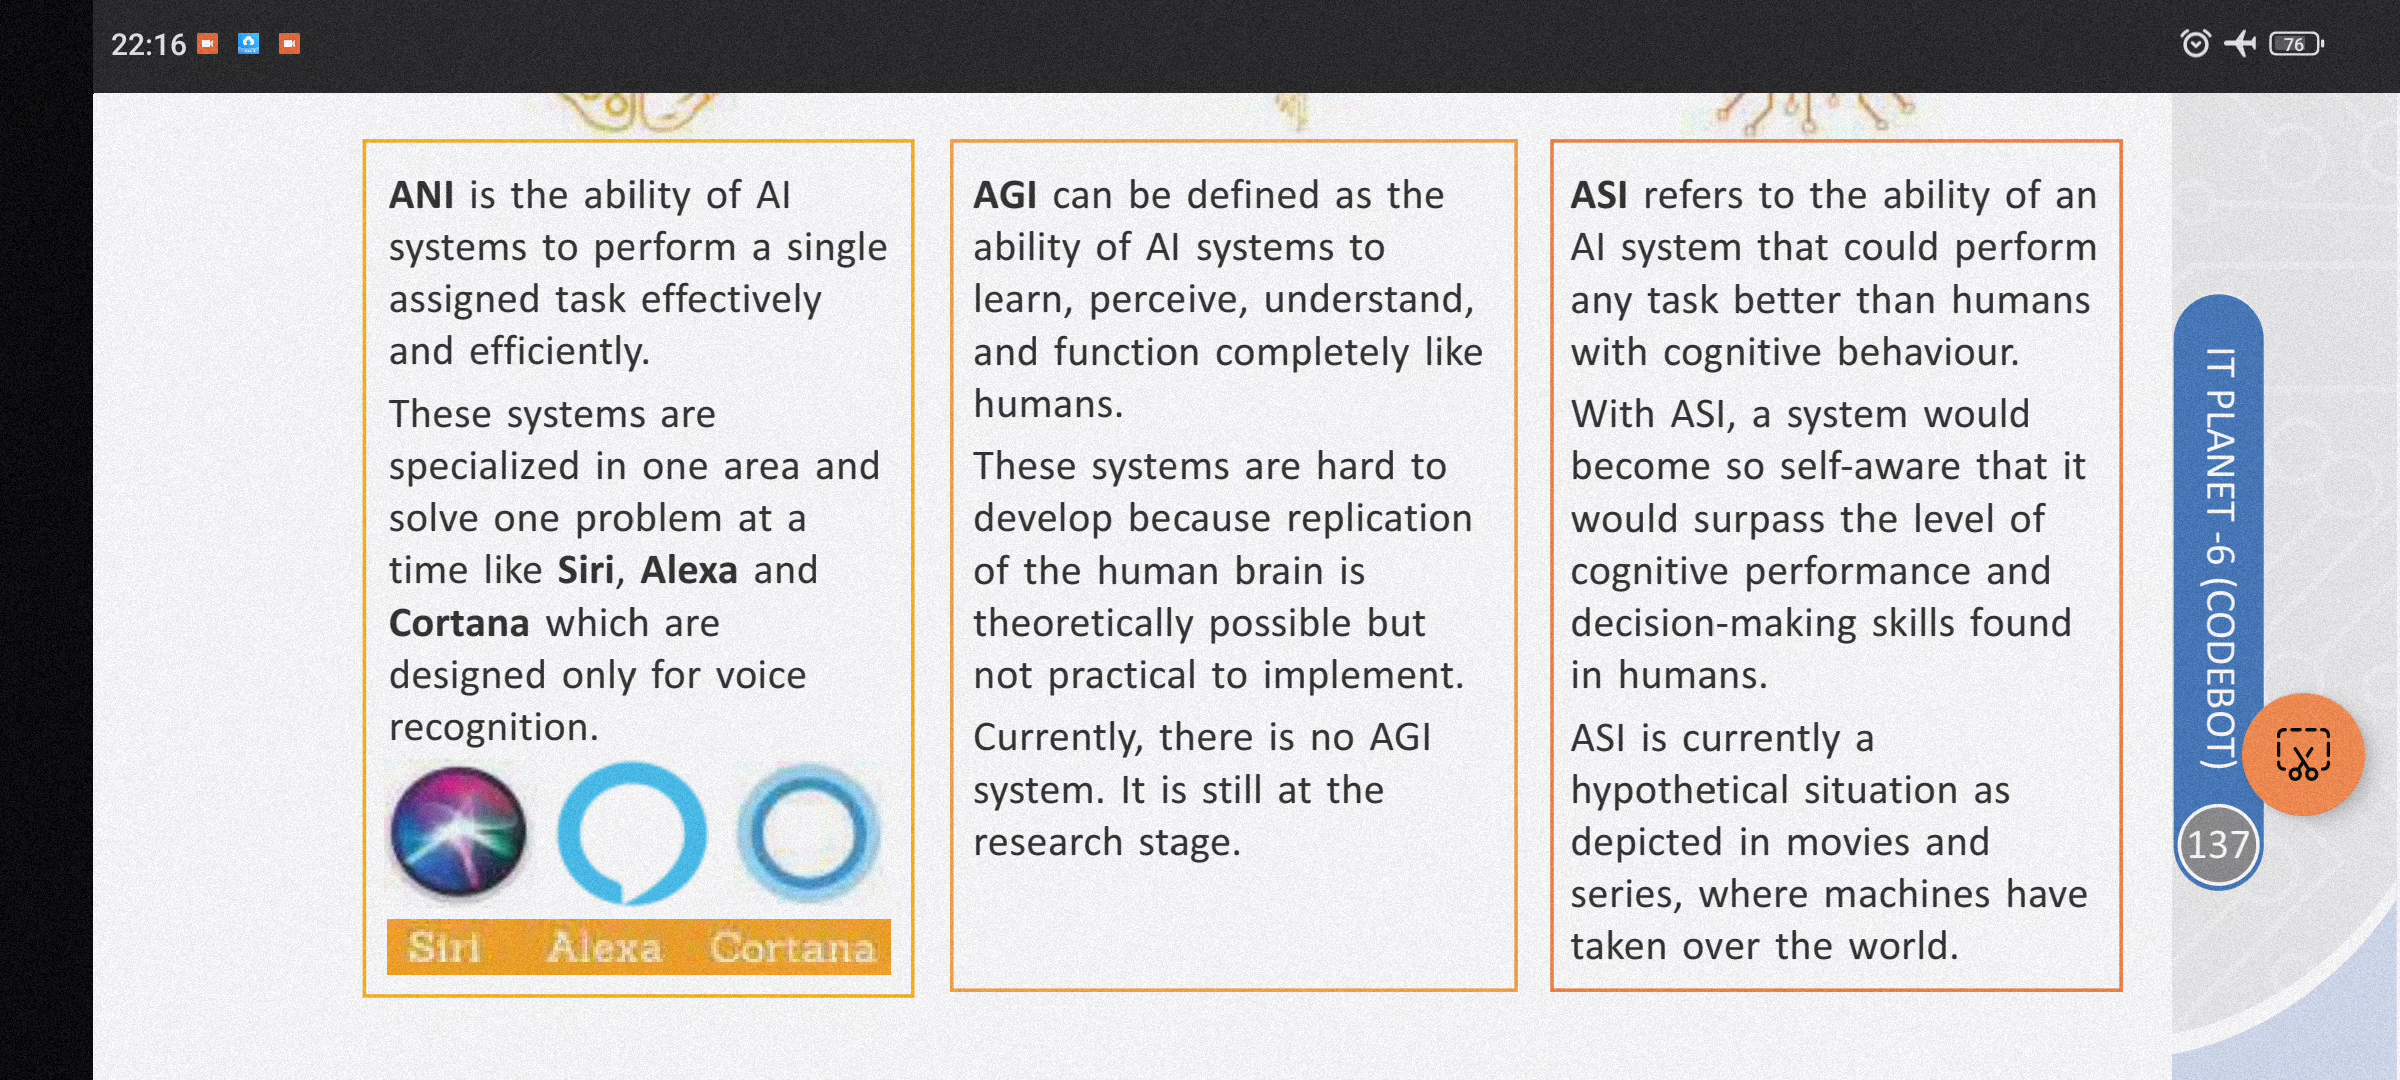 22:16
76
ANI is the ability of AI
systems to perform a single
assigned task effectively
and efficiently.
These systems are
specialized in one area and
solve one problem at a
time like Siri, Alexa and
Cortana which are
designed only for voice
recognition.
Siri Alexa Cortana
AGI can be defined as the
ability of AI systems to
learn, perceive, understand,
and function completely like
humans.
These systems are hard to
develop because replication
of the human brain is
theoretically possible but
not practical to implement.
Currently, there is no AGI
system. It is still at the
research stage.
ASI refers to the ability of an
AI system that could perform
any task better than humans
with cognitive behaviour.
With ASI, a system would
become so self-aware that it
would surpass the level of
cognitive performance and
decision-making skills found
in humans.
ASI is currently a
hypothetical situation as
depicted in movies and
series, where machines have
taken over the world.
IT PLANET -6 (CODEBOT)
137